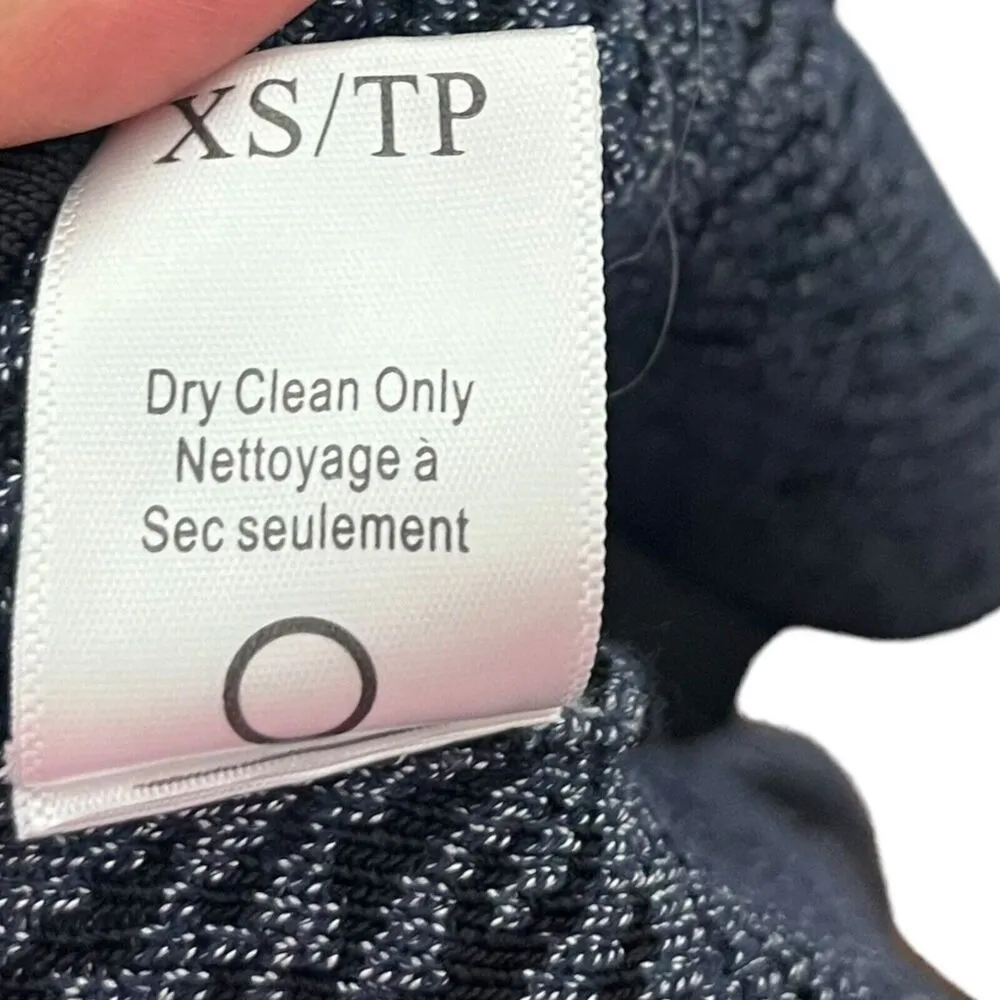 XS/TP
Dry Clean Only
Nettoyage à
Sec seulement